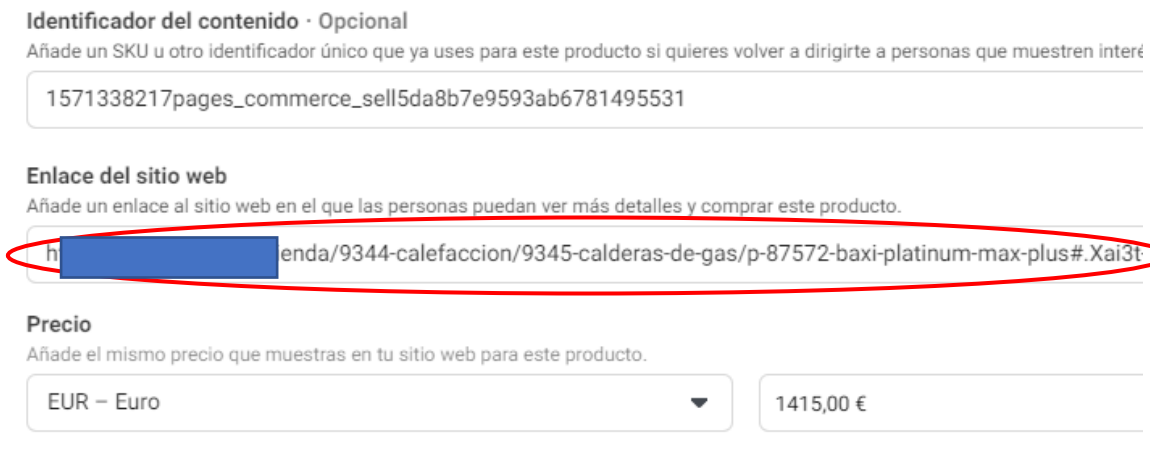 Identificador del contenido · Opcional
Añade un SKU u otro identificador único que ya uses para este producto si quieres volver a dirigirte a personas que muestren interé
1571338217pages_commerce_sell5da8b7e9593ab6781495531
Enlace del sitio web
Añade un enlace al sitio web en el que las personas puedan ver más detalles y comprar este producto.
h enda/9344-calefaccion/9345-calderas-de-gas/p-87572-baxi-platinum-max-plus#.Xai3t-
Precio
Añade el mismo precio que muestras en tu sitio web para este producto.
EUR – Euro 1415,00 €